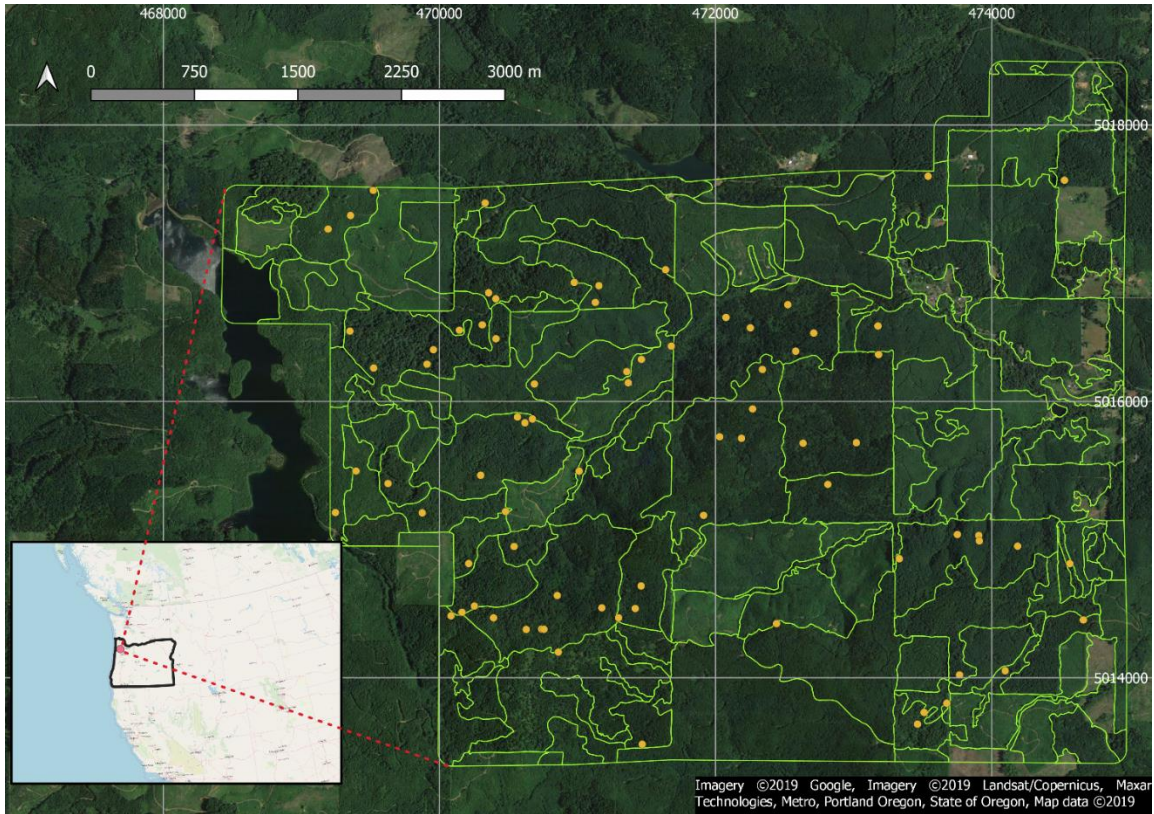 468000 470000 472000 474000
0 750 1500 2250 3000 m
5018000
5016000
5014000
Imagery ©2019 Google, Imagery ©2019 Landsat/Copernicus, Maxar
Technologies, Metro, Portland Oregon, State of Oregon, Map data ©2019